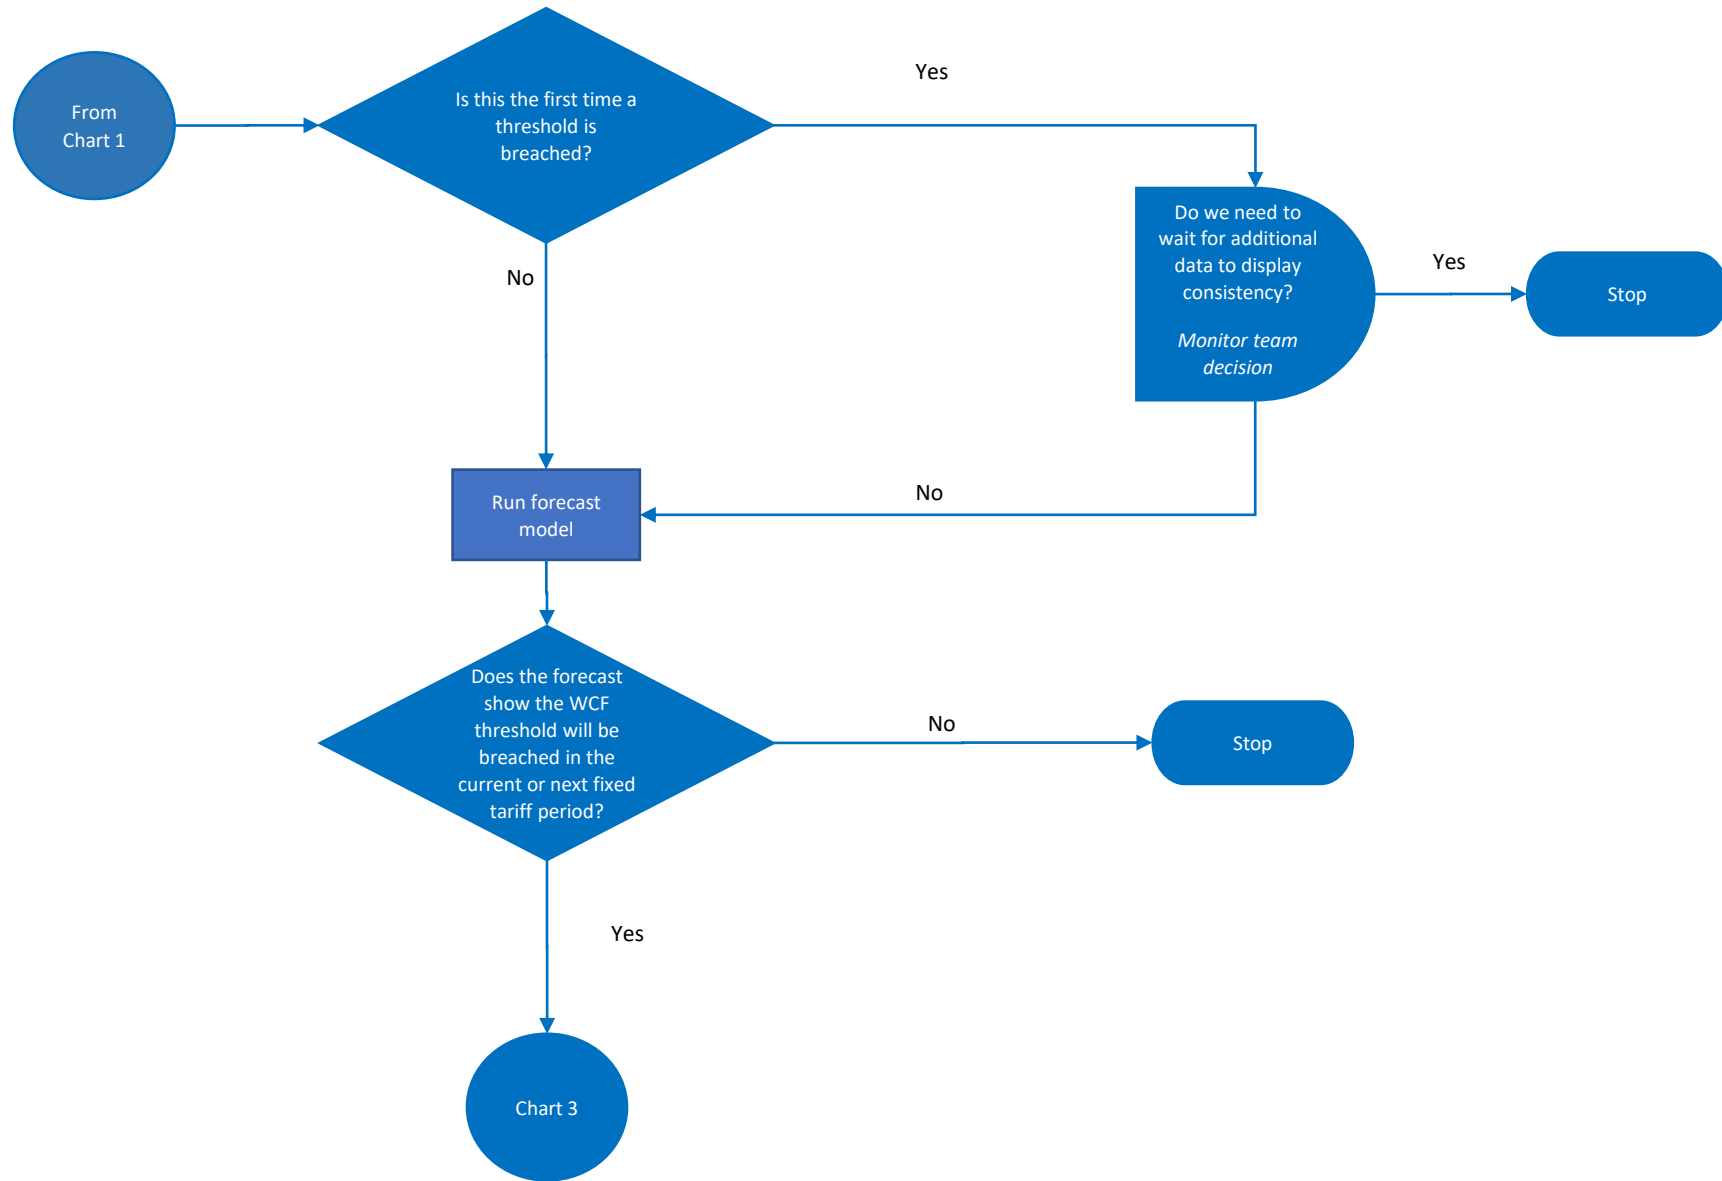 From
Chart 1
Is this the first time a
threshold is
breached?
Yes
Do we need to
wait for additional
data to display
consistency?
Monitor team
decision
Yes
Stop
No
No
Run forecast
model
Does the forecast
show the WCF
threshold will be
breached in the
current or next fixed
tariff period?
No
Stop
Yes
Chart 3